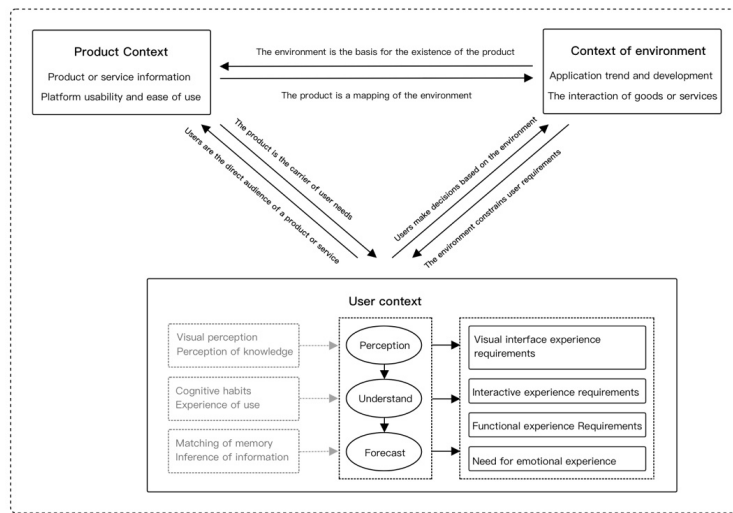 Product Context
Product or service information
Platform usability and ease of use
The environment is the basis for the existence of the product
The product is a mapping of the environment
Context of environment
Application trend and development
The interaction of goods or services
The product is the carrier of user needs
Users are the direct audience of a product or service
Users make decisions based on the environment
The environment constrains user requirements
User context
Visual perception
Perception of knowledge
Cognitive habits
Experience of use
Matching of memory
Inference of information
Perception
Understand
Forecast
Visual interface experience
requirements
Interactive experience requirements
Functional experience Requirements
Need for emotional experience